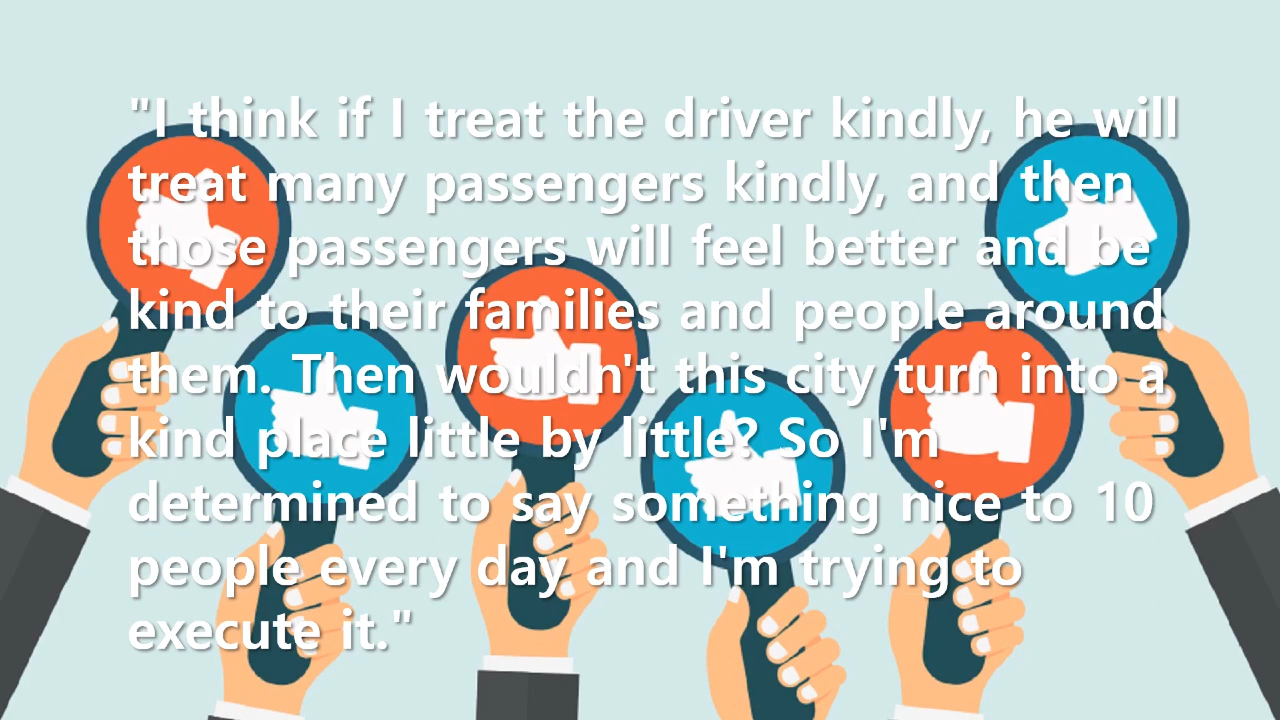 "I think if I treat the driver kindly, he will
treat many passengers kindly, and then
those passengers will feel better and be
kind to their families and people around
them. Then wouldn't this city turn into a
kind place little by little? So I'm
determined to say something nice to 10
people every day and I'm trying to
execute it."